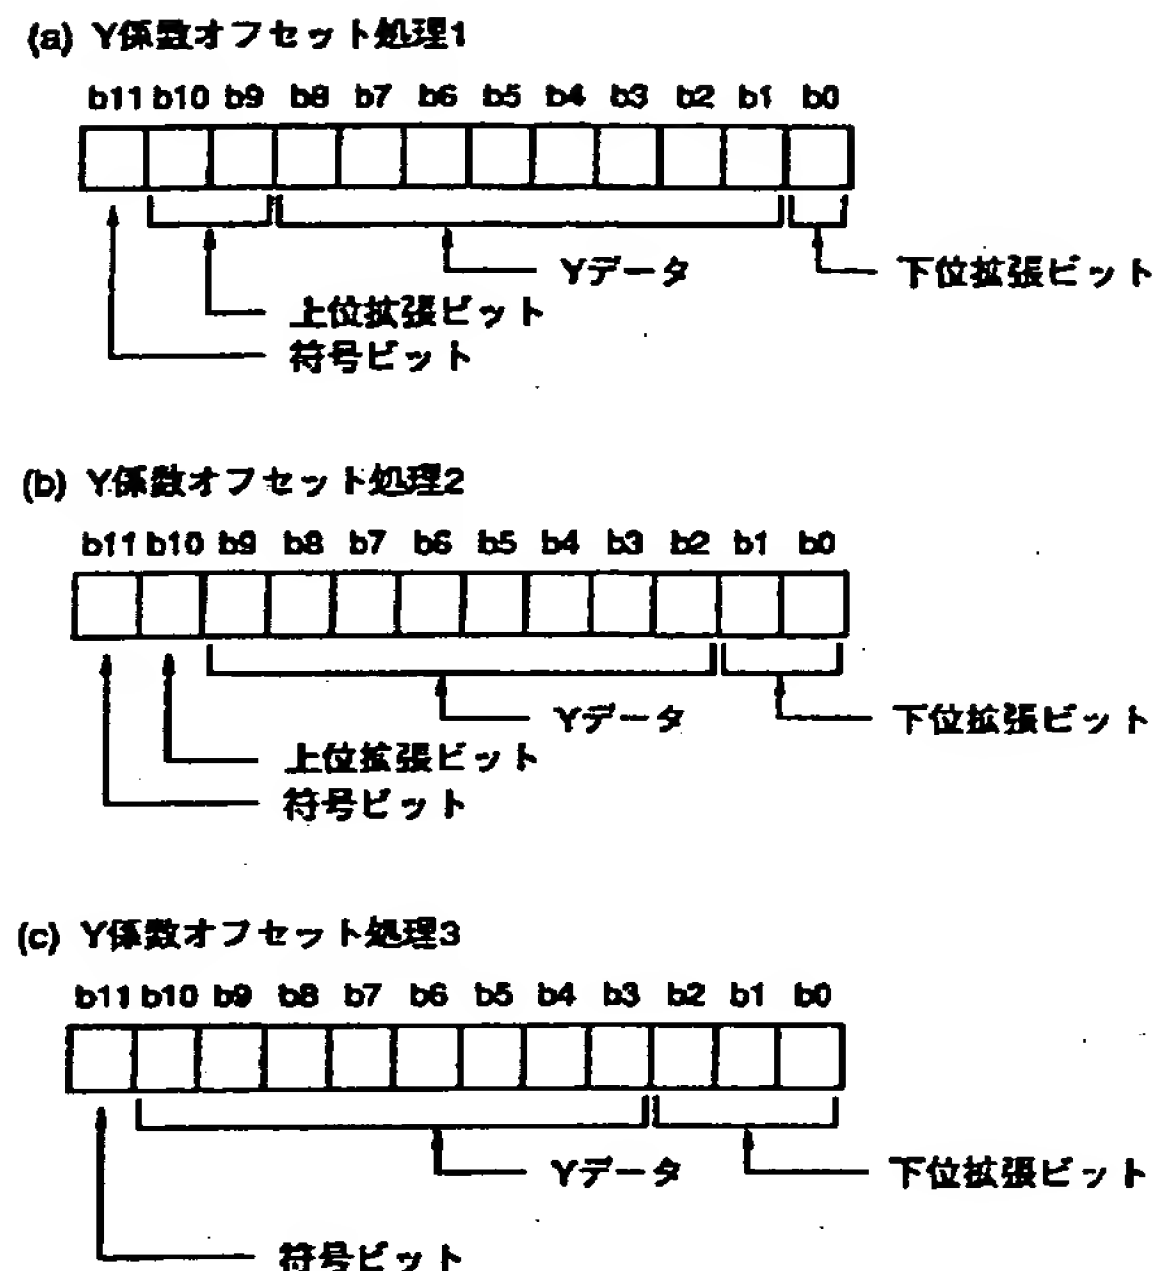 (a) Y係数オフセット処理1
b11 b10 b9 b8 b7 b6 b5 b4 b3 b2 b1 b0
Yデータ
下位拡張ビット
上位拡張ビット
符号ビット
(b) Y係数オフセット処理2
b11 b10 b9 b8 b7 b6 b5 b4 b3 b2 b1 b0
Yデータ
下位拡張ビット
上位拡張ビット
符号ビット
(c) Y係数オフセット処理3
b11 b10 b9 b8 b7 b6 b5 b4 b3 b2 b1 b0
Yデータ
下位拡張ビット
符号ビット